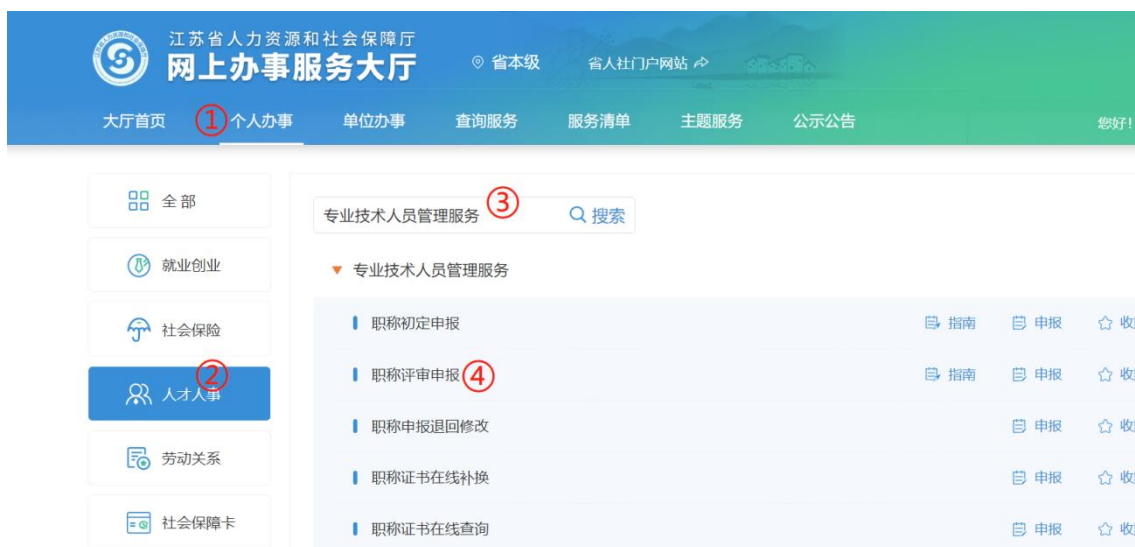 江苏省人力资源和社会保障厅
网上办事服务大厅
省本级 省人社门户网站
大厅首页 ① 个人办事 单位办事 查询服务 服务清单 主题服务 公示公告 您好!
全部
专业技术人员管理服务 ③ 搜索
就业创业
专业技术人员管理服务
社会保险
职称初定申报 指南 申报 收
② 人才人事
职称评审申报 ④ 指南 申报 收
职称申报退回修改 申报 收
劳动关系
职称证书在线补换 申报 收
社会保障卡
职称证书在线查询 申报 收